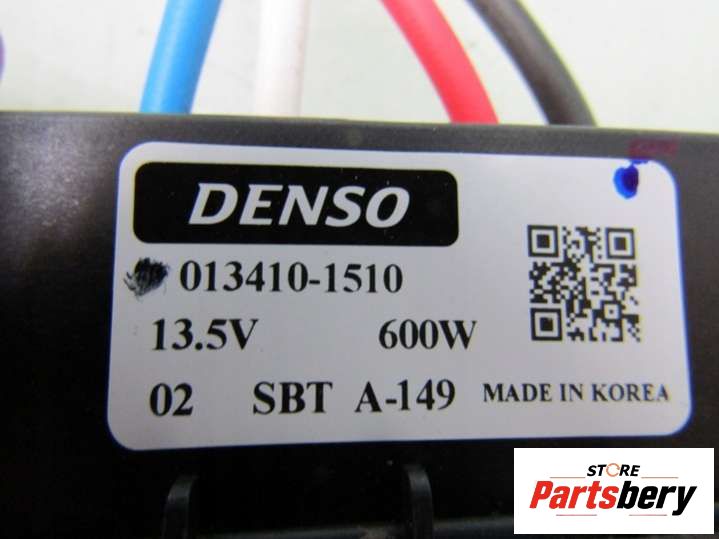 DENSO
013410-1510
13.5V 600W
02 SBT A-149 MADE IN KOREA
STORE
Partsbery